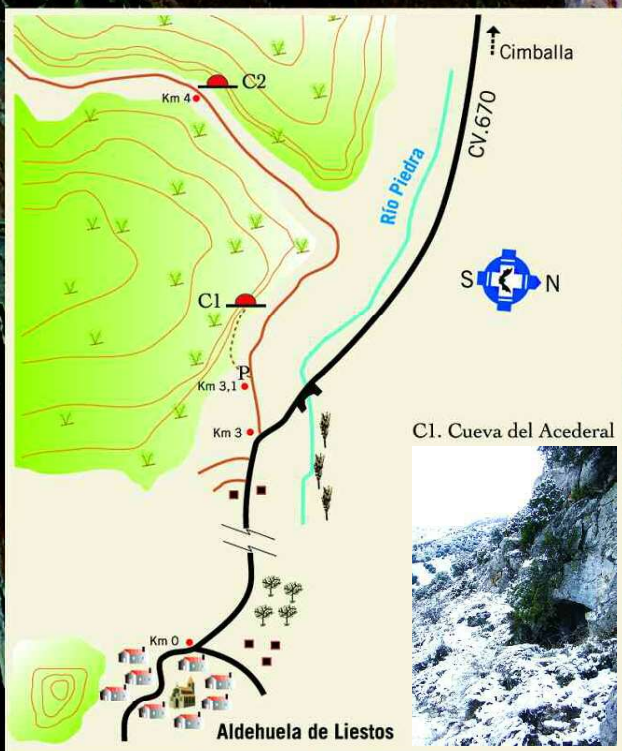 Cimballa
C2
Km 4
CV.670
Río Piedra
S N
C1
P
Km 3,1
Km 3
C1. Cueva del Acederal
Km 0
Aldehuela de Liestos